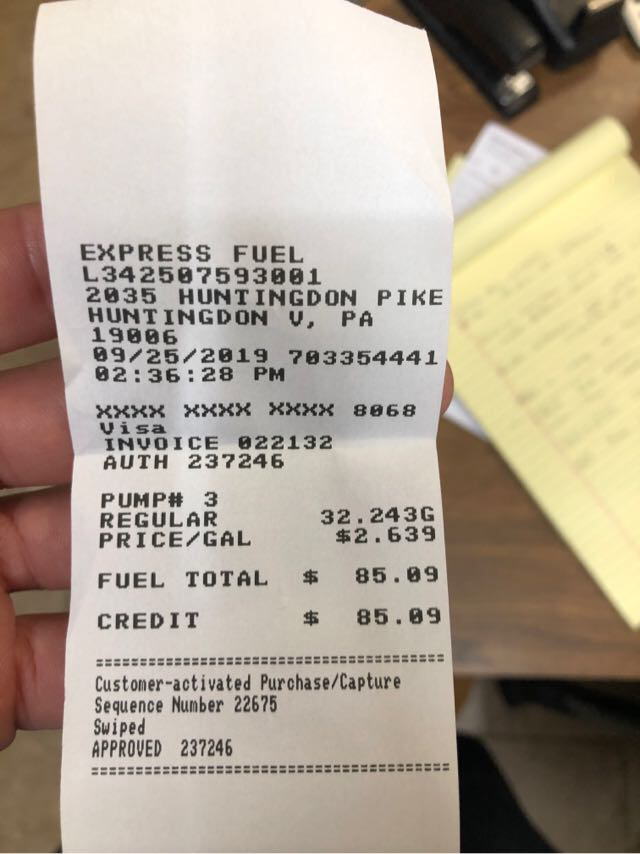 EXPRESS FUEL
L342507593001
2035 HUNTINGDON PIKE
HUNTINGDON V, PA
19006
09/25/2019 703354441
02:36:28 PM
XXXX XXXX XXXX 8068
Visa
INVOICE 022132
AUTH 237246
PUMP# 3
REGULAR 32.243G
PRICE/GAL $2.639
FUEL TOTAL $ 85.09
CREDIT $ 85.09
==========================================
Customer-activated Purchase/Capture
Sequence Number 22675
Swiped
APPROVED 237246
==========================================